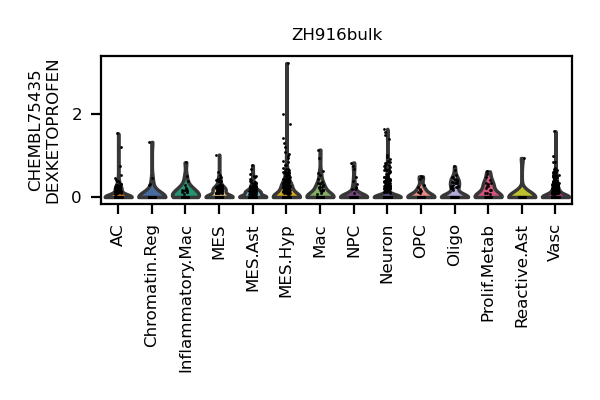 ZH916bulk
CHEMBL75435
DEXKETOPROFEN
2
0
AC
Chromatin.Reg
Inflammatory.Mac
MES
MES.Ast
MES.Hyp
Mac
NPC
Neuron
OPC
Oligo
Prolif.Metab
Reactive.Ast
Vasc